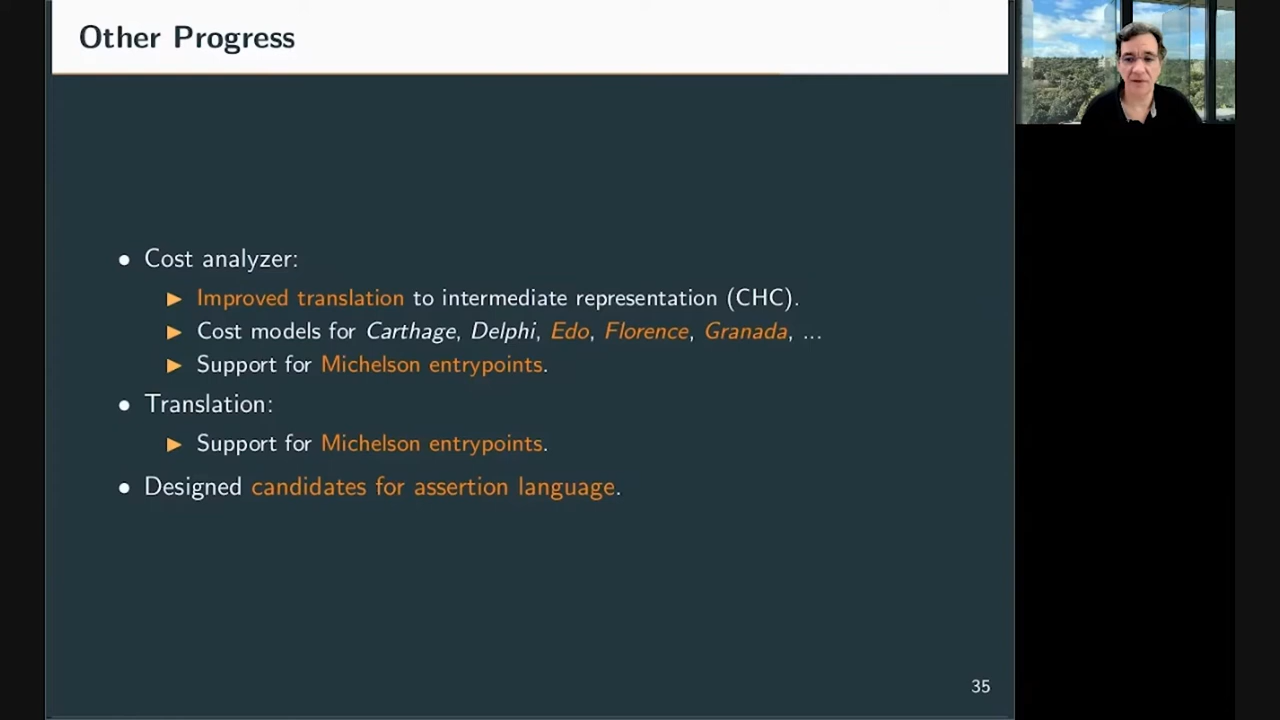 Other Progress
• Cost analyzer:
▶ Improved translation to intermediate representation (CHC).
▶ Cost models for Carthage, Delphi, Edo, Florence, Granada, ...
▶ Support for Michelson entrypoints.
• Translation:
▶ Support for Michelson entrypoints.
• Designed candidates for assertion language.
35